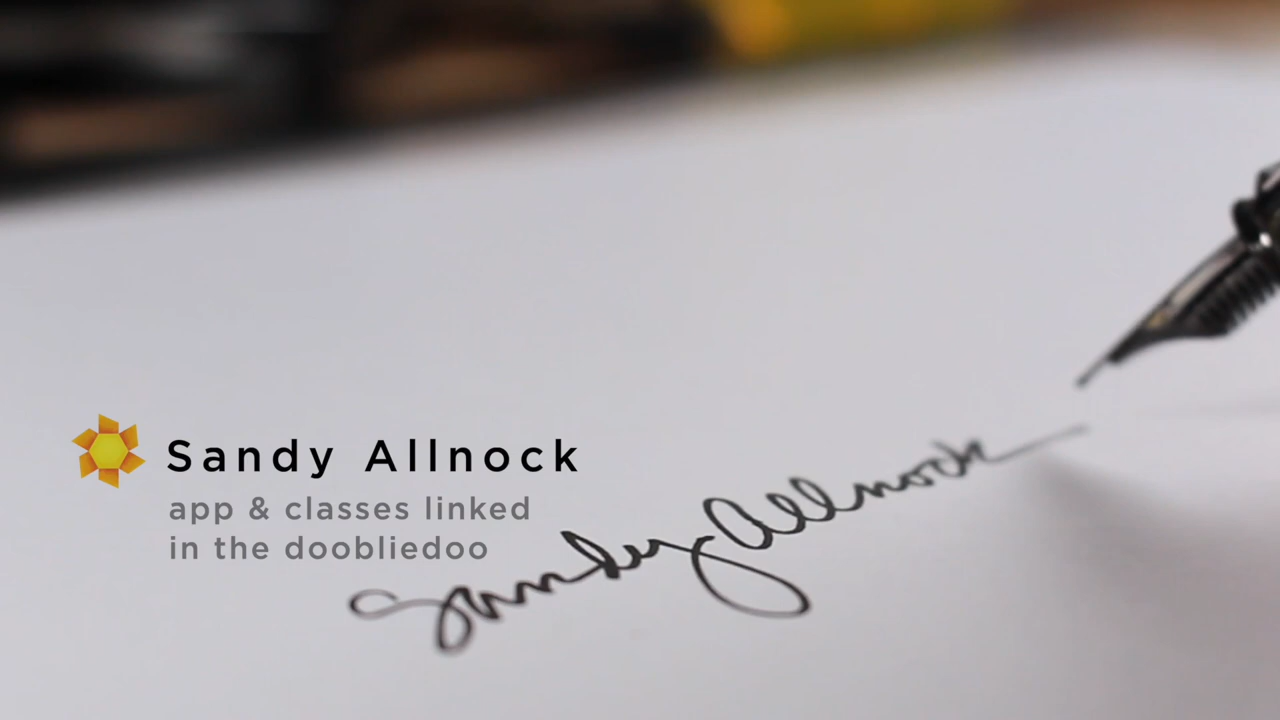 Sandy Allnock
app & classes linked
in the doobliedoo
Sandy Allnock